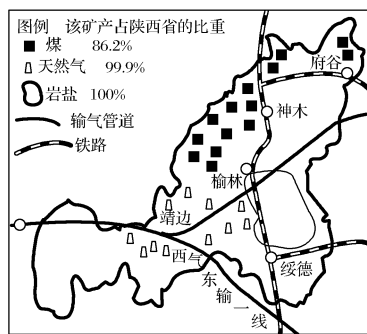 图例 该矿产占陕西省的比重
煤 86.2%
天然气 99.9%
岩盐 100%
输气管道
铁路
府谷
神木
榆林
靖边
绥德
西气东输一线